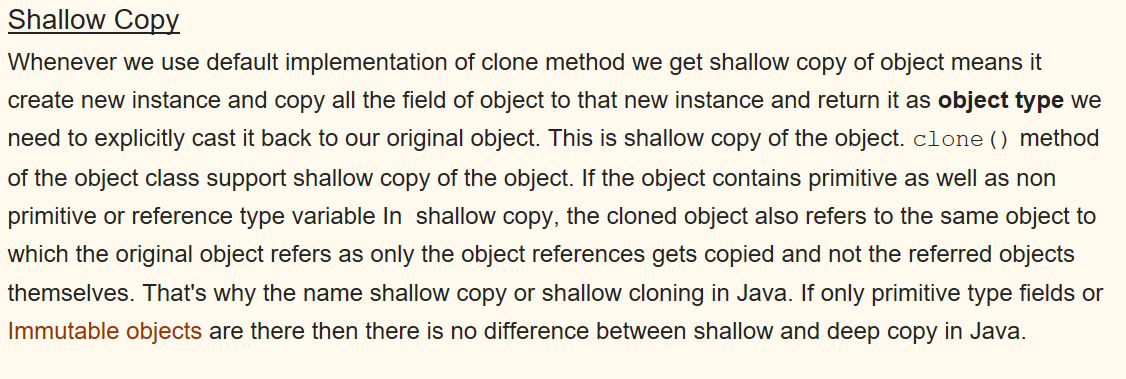 Shallow Copy
Whenever we use default implementation of clone method we get shallow copy of object means it
create new instance and copy all the field of object to that new instance and return it as object type we
need to explicitly cast it back to our original object. This is shallow copy of the object. clone() method
of the object class support shallow copy of the object. If the object contains primitive as well as non
primitive or reference type variable In  shallow copy, the cloned object also refers to the same object to
which the original object refers as only the object references gets copied and not the referred objects
themselves. That's why the name shallow copy or shallow cloning in Java. If only primitive type fields or
Immutable objects are there then there is no difference between shallow and deep copy in Java.